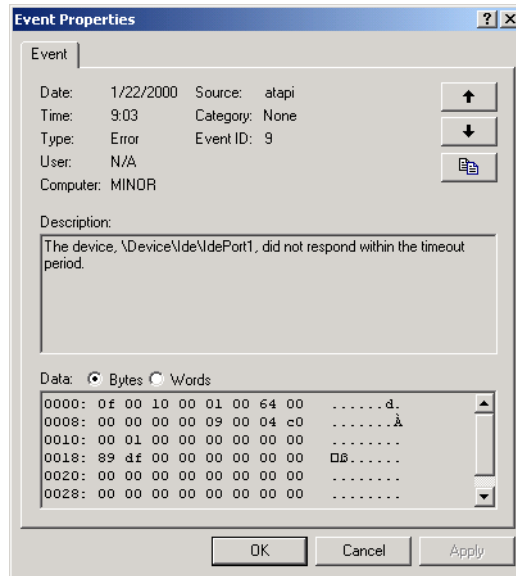 Event Properties
Event
Date: 1/22/2000 Source: atapi
Time: 9:03 Category: None
Type: Error Event ID: 9
User: N/A
Computer: MINOR
Description:
The device, \Device\Ide\IdePort1, did not respond within the timeout
period.
Data: Bytes Words
0000: 0f 00 10 00 01 00 64 00 ......d.
0008: 00 00 00 00 09 00 04 c0 .......À
0010: 00 01 00 00 00 00 00 00 ........
0018: 89 df 00 00 00 00 00 00 □ß......
0020: 00 00 00 00 00 00 00 00 ........
0028: 00 00 00 00 00 00 00 00 ........
OK Cancel Apply